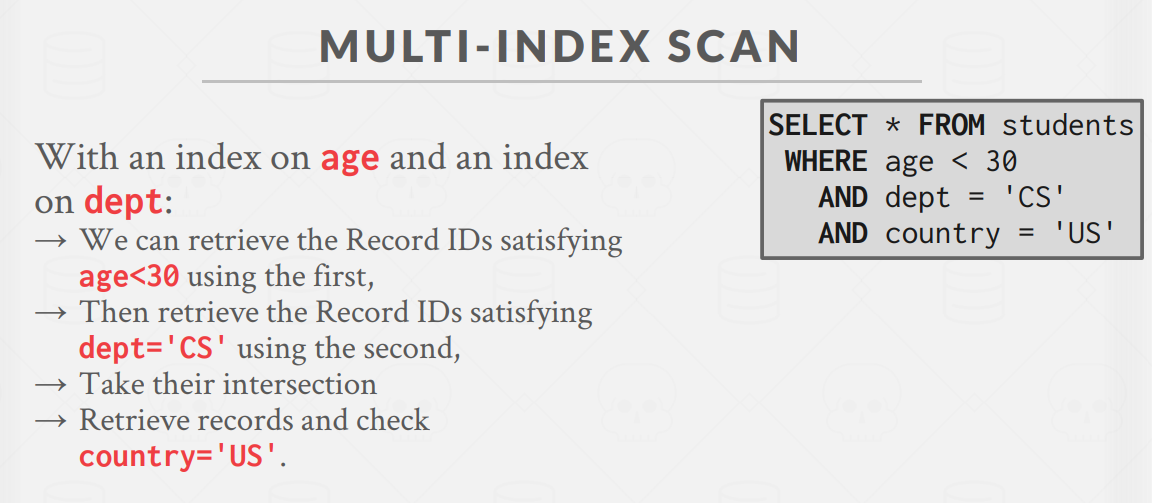 MULTI-INDEX SCAN
With an index on age and an index
on dept:
→ We can retrieve the Record IDs satisfying
age<30 using the first,
→ Then retrieve the Record IDs satisfying
dept='CS' using the second,
→ Take their intersection
→ Retrieve records and check
country='US'.
SELECT * FROM students
WHERE age < 30
AND dept = 'CS'
AND country = 'US'